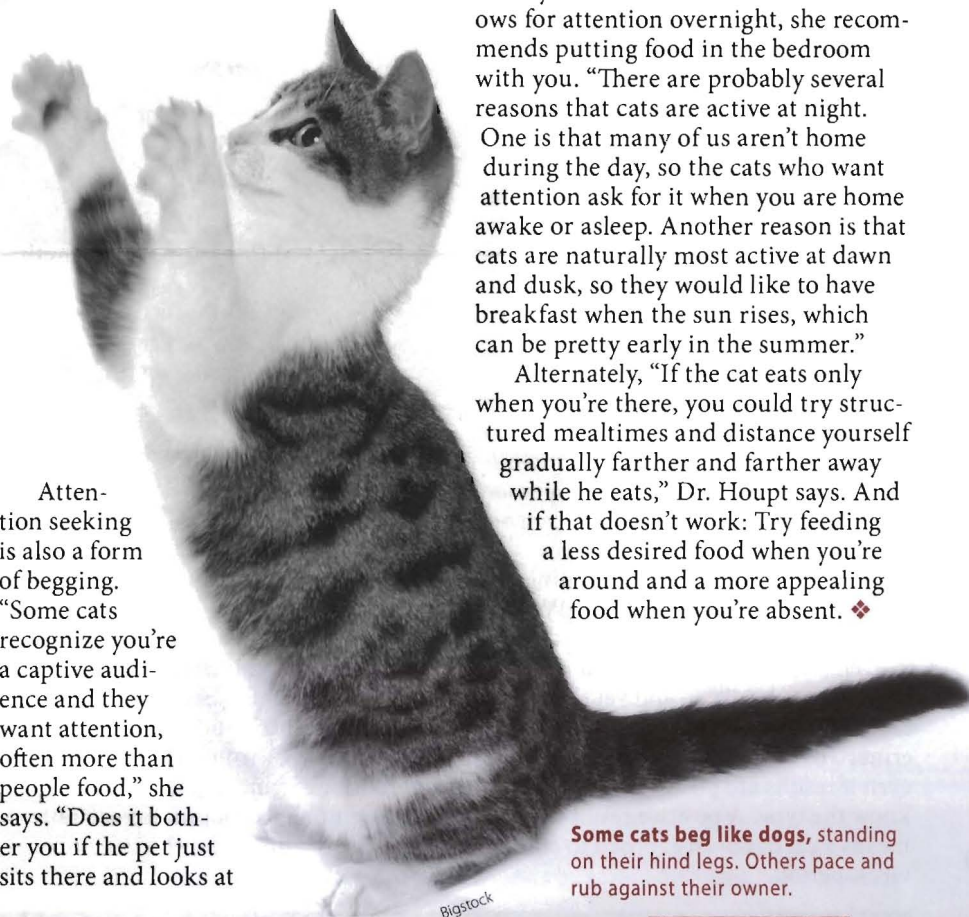 Atten-
tion seeking
is also a form
of begging.
“Some cats
recognize you’re
a captive audi-
ence and they
want attention,
often more than
people food,” she
says. “Does it both-
er you if the pet just
sits there and looks at
ows for attention overnight, she recom-
mends putting food in the bedroom
with you. “There are probably several
reasons that cats are active at night.
One is that many of us aren’t home
during the day, so the cats who want
attention ask for it when you are home
awake or asleep. Another reason is that
cats are naturally most active at dawn
and dusk, so they would like to have
breakfast when the sun rises, which
can be pretty early in the summer.”
Alternately, “If the cat eats only
when you’re there, you could try struc-
tured mealtimes and distance yourself
gradually farther and farther away
while he eats,” Dr. Houpt says. And
if that doesn’t work: Try feeding
a less desired food when you’re
around and a more appealing
food when you’re absent. ❖
Some cats beg like dogs, standing
on their hind legs. Others pace and
rub against their owner.
Bigstock